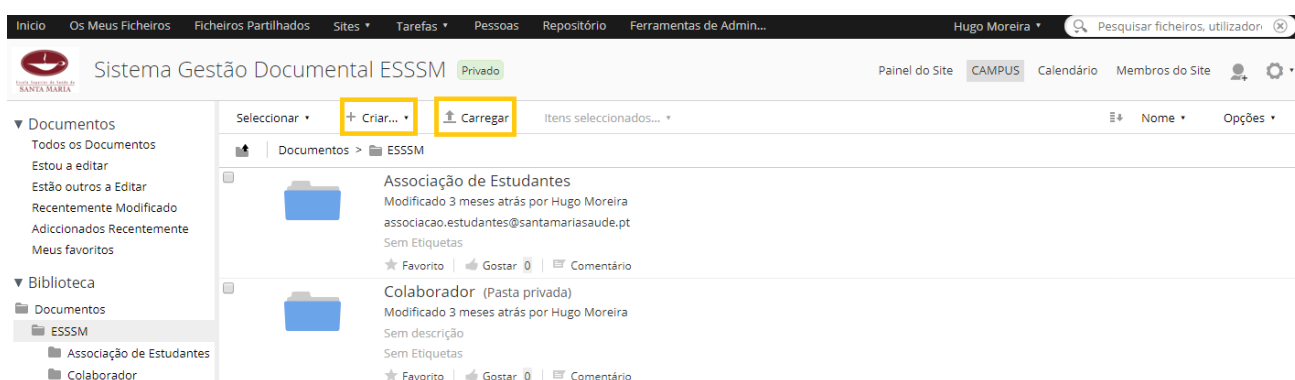 Inicio Os Meus Ficheiros Ficheiros Partilhados Sites Tarefas Pessoas Repositório Ferramentas de Admin... Hugo Moreira Pesquisar ficheiros,
Sistema Gestão Documental ESSSM Privado Painel do Site CAMPUS Calendário Membros do Site
SANTA MARIA
Seleccionar + Criar... Carregar Itens seleccionados... Nome Opções
Documentos > ESSSM
Documentos
Todos os Documentos
Estou a editar
Estão outros a Editar
Recentemente Modificado
Adiccionados Recentemente
Meus favoritos
Biblioteca
Documentos
ESSSM
Associação de Estudantes
Colaborador
Associação de Estudantes
Modificado 3 meses atrás por Hugo Moreira
associacao.estudantes@santamariasaude.pt
Sem Etiquetas
Favorito Gostar 0 Comentário
Colaborador (Pasta privada)
Modificado 3 meses atrás por Hugo Moreira
Sem descrição
Sem Etiquetas
Favorito Gostar 0 Comentário